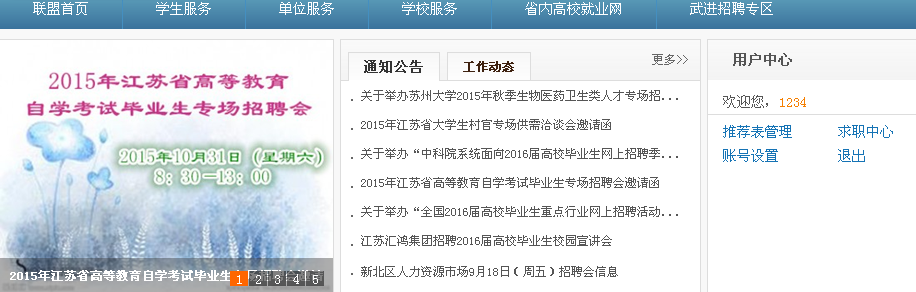 联盟首页 学生服务 单位服务 学校服务 省内高校就业网 武进招聘专区
2015年江苏省高等教育
自学考试毕业生专场招聘会
2015年10月31日（星期六）
8：30—13：00
2015年江苏省高等教育自学考试毕业生
1 2 3 4 5
通知公告 工作动态 更多>>
. 关于举办苏州大学2015年秋季生物医药卫生类人才专场招...
. 2015年江苏省大学生村官专场供需洽谈会邀请函
. 关于举办“中科院系统面向2016届高校毕业生网上招聘季...
. 2015年江苏省高等教育自学考试毕业生专场招聘会邀请函
. 关于举办“全国2016届高校毕业生重点行业网上招聘活动...
. 江苏汇鸿集团招聘2016届高校毕业生校园宣讲会
. 新北区人力资源市场9月18日（周五）招聘会信息
用户中心
欢迎您，1234
推荐表管理 求职中心
账号设置 退出